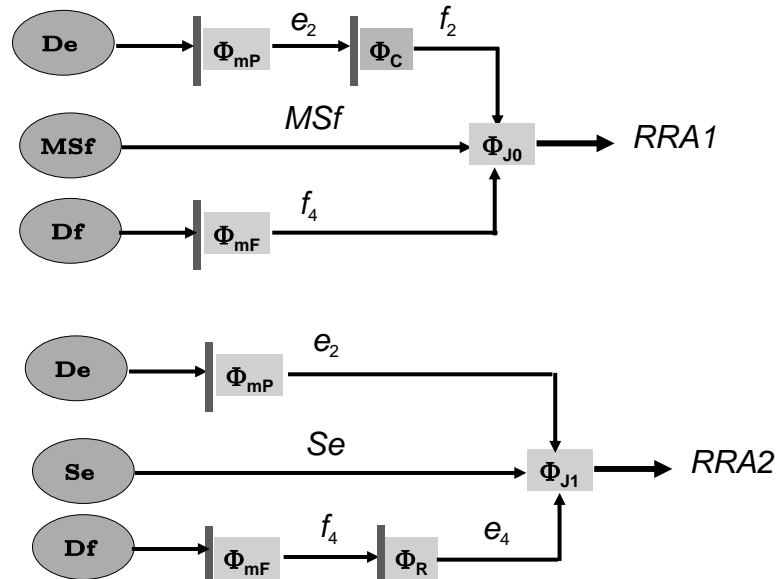 De Φ_mP e_2 Φ_C f_2
MSf MSf Φ_J0 RRA1
Df Φ_mF f_4
De Φ_mP e_2
Se Se Φ_J1 RRA2
Df Φ_mF f_4 Φ_R e_4